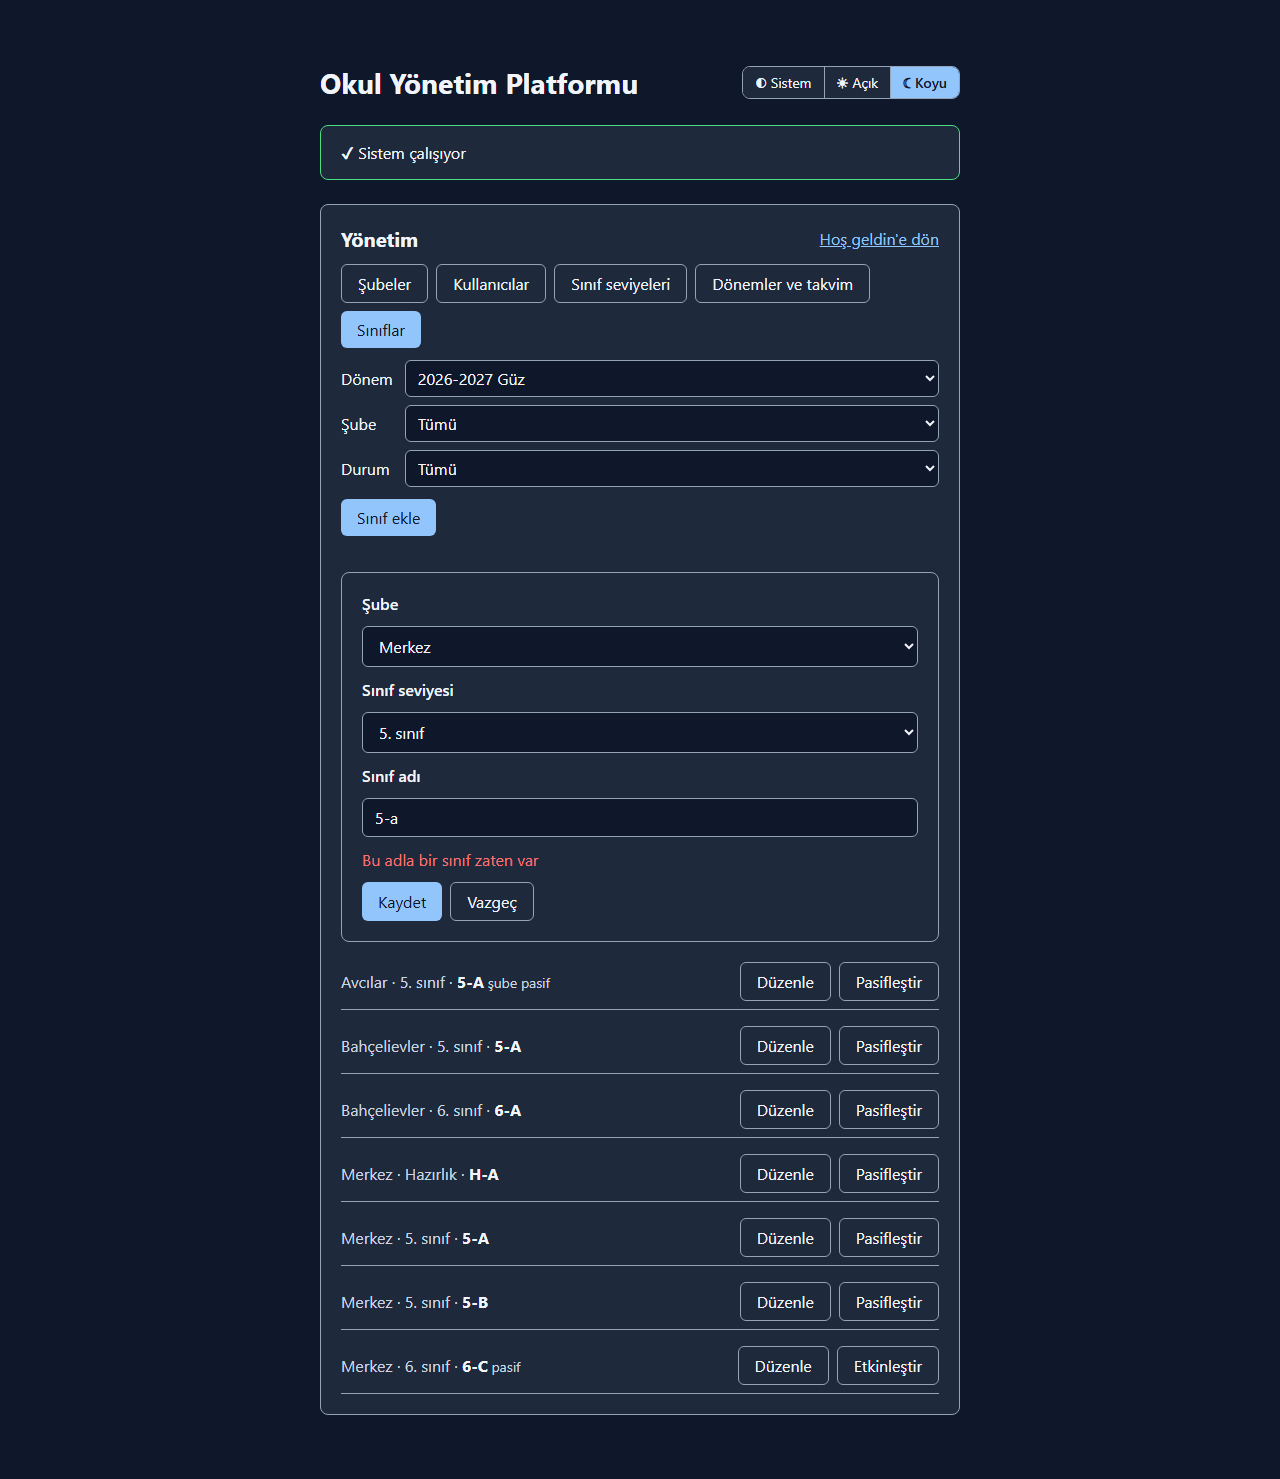 Okul Yönetim Platformu
Sistem Açık Koyu
✓ Sistem çalışıyor
Yönetim Hoş geldin'e dön
Şubeler Kullanıcılar Sınıf seviyeleri Dönemler ve takvim
Sınıflar
Dönem 2026-2027 Güz
Şube Tümü
Durum Tümü
Sınıf ekle
Şube
Merkez
Sınıf seviyesi
5. sınıf
Sınıf adı
5-a
Bu adla bir sınıf zaten var
Kaydet Vazgeç
Avcılar · 5. sınıf · 5-A şube pasif Düzenle Pasifleştir
Bahçelievler · 5. sınıf · 5-A Düzenle Pasifleştir
Bahçelievler · 6. sınıf · 6-A Düzenle Pasifleştir
Merkez · Hazırlık · H-A Düzenle Pasifleştir
Merkez · 5. sınıf · 5-A Düzenle Pasifleştir
Merkez · 5. sınıf · 5-B Düzenle Pasifleştir
Merkez · 6. sınıf · 6-C pasif Düzenle Etkinleştir